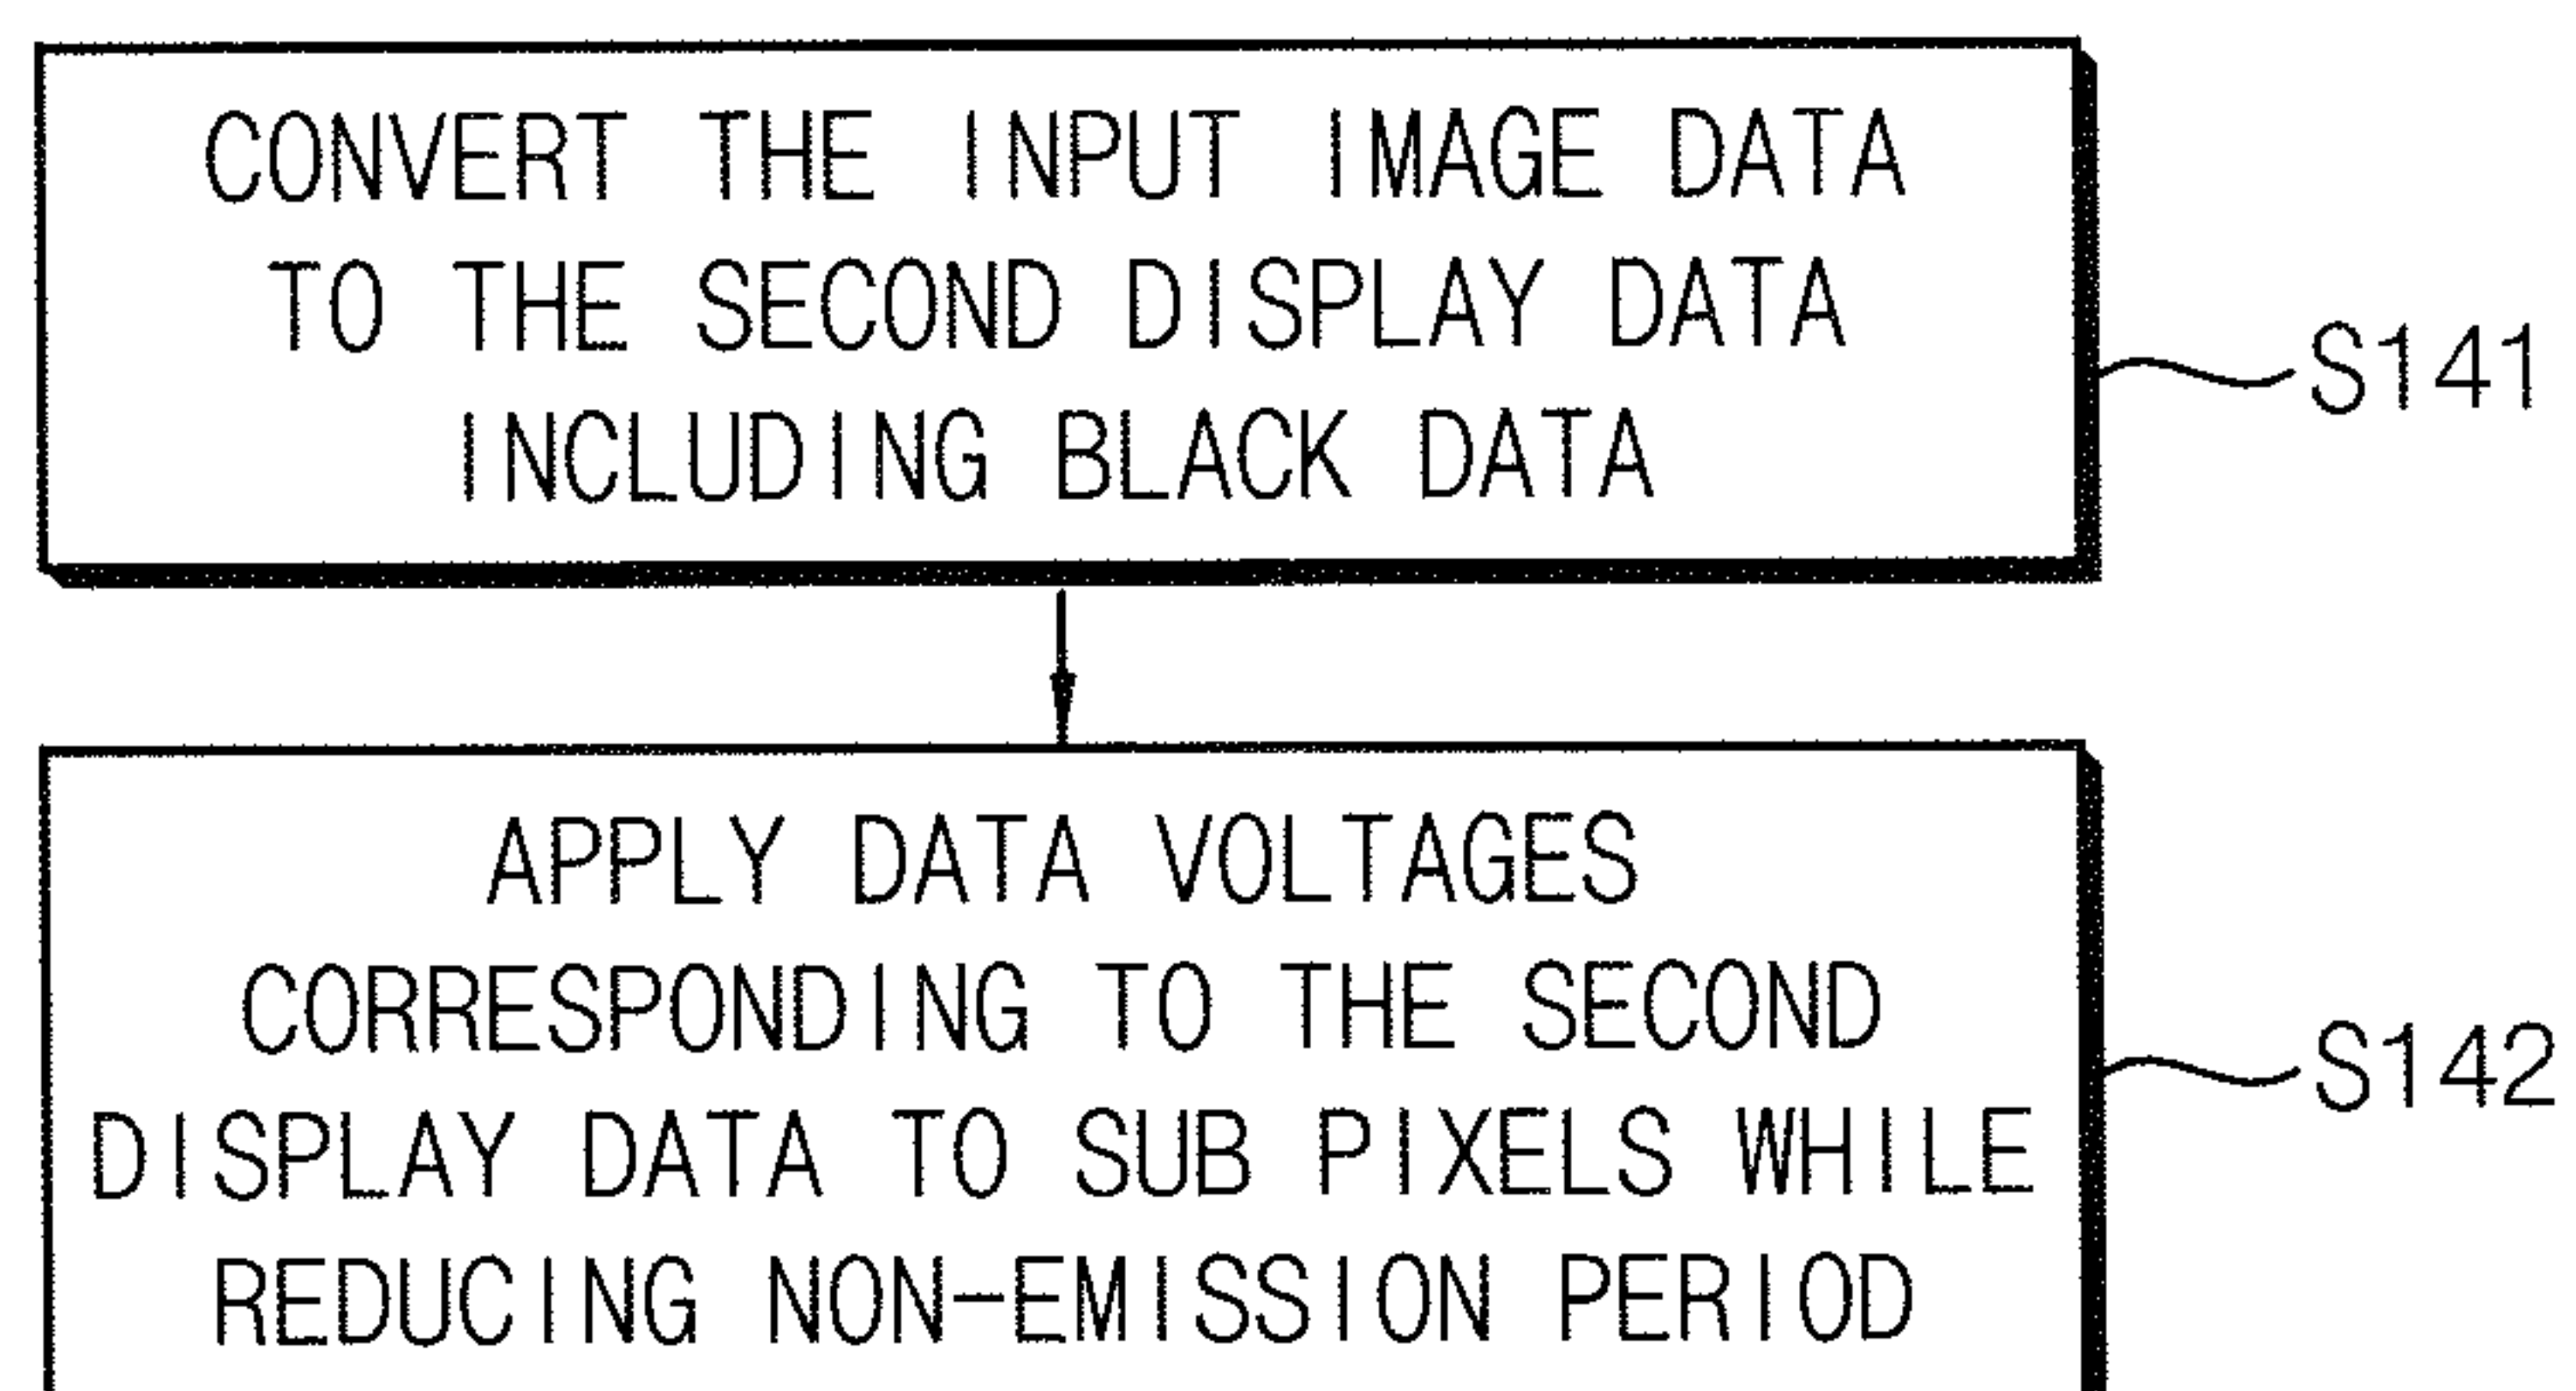 CONVERT THE INPUT IMAGE DATA
TO THE SECOND DISPLAY DATA
INCLUDING BLACK DATA
S141
APPLY DATA VOLTAGES
CORRESPONDING TO THE SECOND
DISPLAY DATA TO SUB PIXELS WHILE
REDUCING NON-EMISSION PERIOD
S142